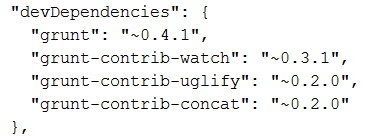 "devDependencies": {
"grunt": "~0.4.1",
"grunt-contrib-watch": "~0.3.1",
"grunt-contrib-uglify": "~0.2.0",
"grunt-contrib-concat": "~0.2.0"
},